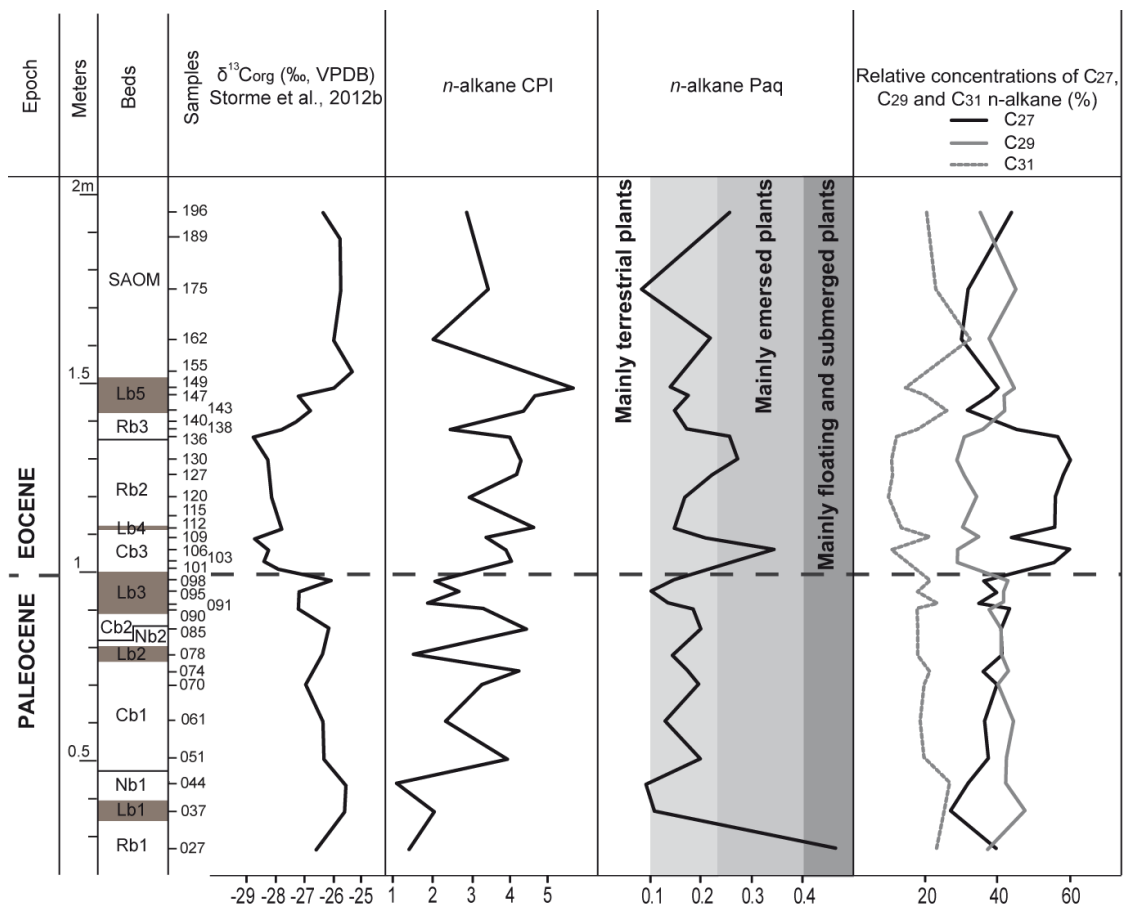 Epoch
Meters
Beds
Samples
δ¹³Corg (‰, VPDB)
Storme et al., 2012b
n-alkane CPI
n-alkane Paq
Relative concentrations of C27,
C29 and C31 n-alkane (%)
C27
C29
C31
2m
1.5
1
0.5
EOCENE
PALEOCENE
SAOM
Lb5
Rb3
Rb2
Lb4
Cb3
Lb3
Cb2
Nb2
Lb2
Cb1
Nb1
Lb1
Rb1
196
189
175
162
155
149
147
143
140
138
136
130
127
120
115
112
109
106
103
101
098
095
091
090
085
078
074
070
061
051
044
037
027
Mainly terrestrial plants
Mainly emersed plants
Mainly floating and submerged plants
-29 -28 -27 -26 -25
1 2 3 4 5
0.1 0.2 0.3 0.4
20 40 60